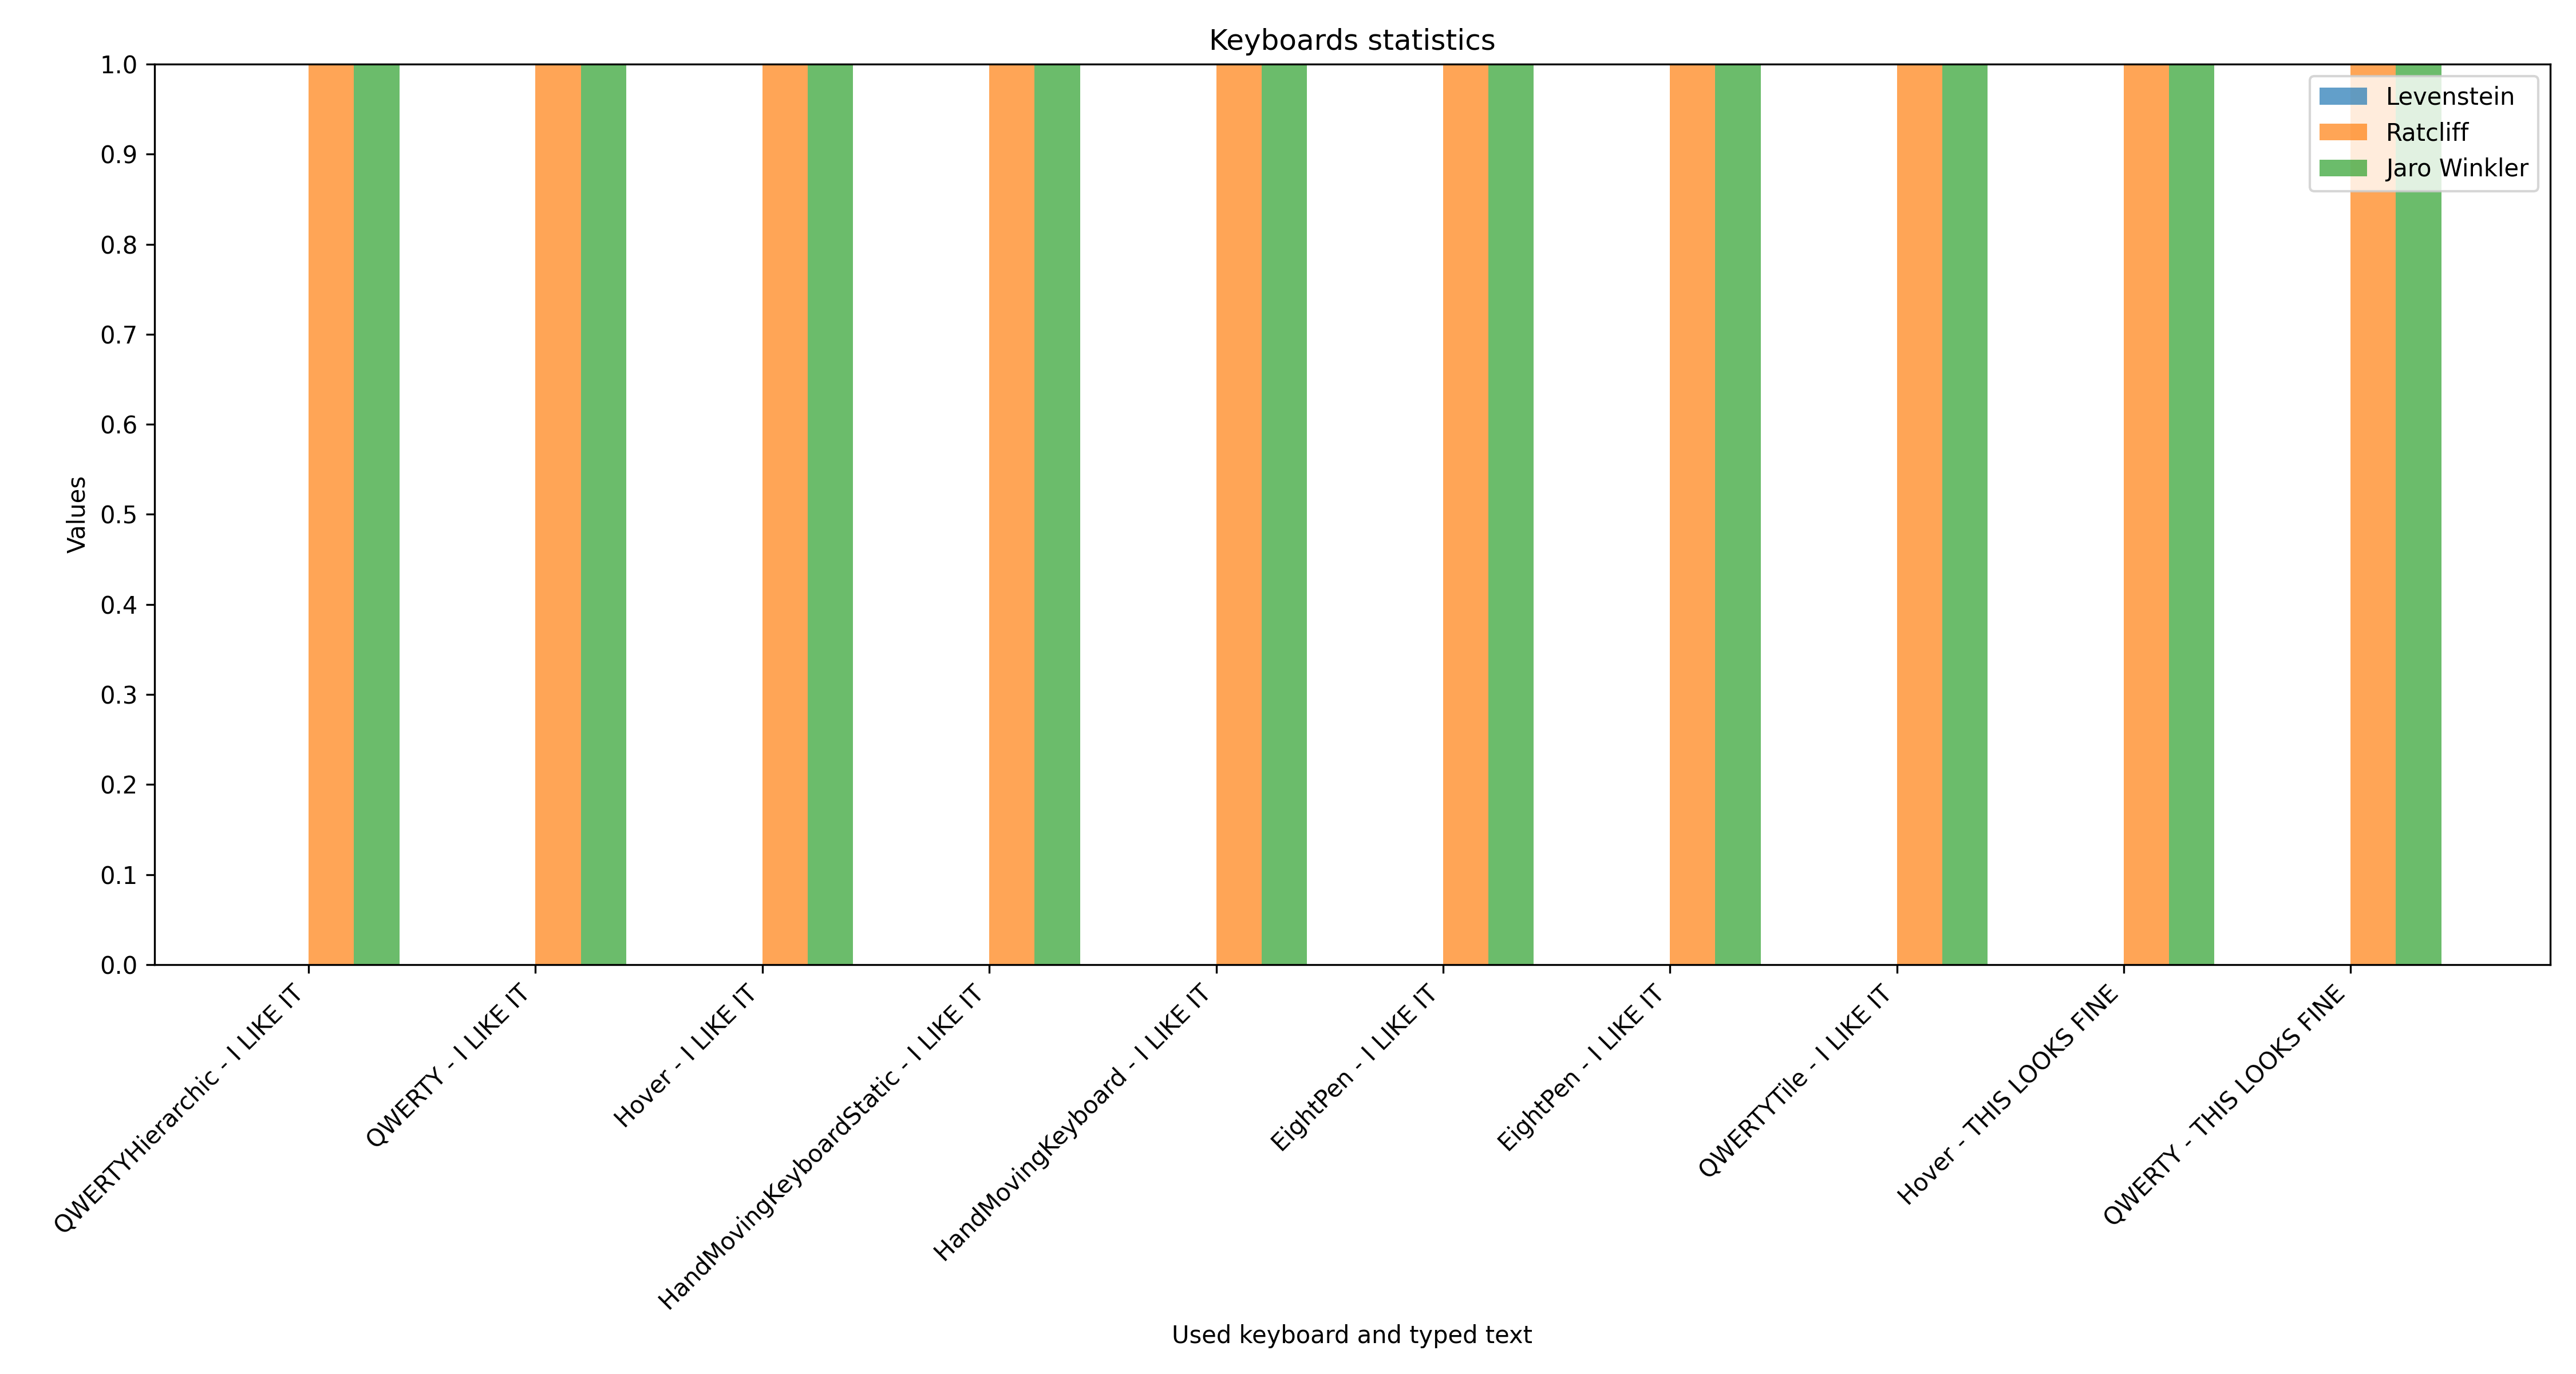 Keyboards statistics
1.0
0.9
0.8
0.7
0.6
0.5
0.4
0.3
0.2
0.1
0.0
Values
Levenstein
Ratcliff
Jaro Winkler
QWERTYHierarchic - I LIKE IT
QWERTY - I LIKE IT
Hover - I LIKE IT
HandMovingKeyboardStatic - I LIKE IT
HandMovingKeyboard - I LIKE IT
EightPen - I LIKE IT
EightPen - I LIKE IT
QWERTYTile - I LIKE IT
Hover - THIS LOOKS FINE
QWERTY - THIS LOOKS FINE
Used keyboard and typed text